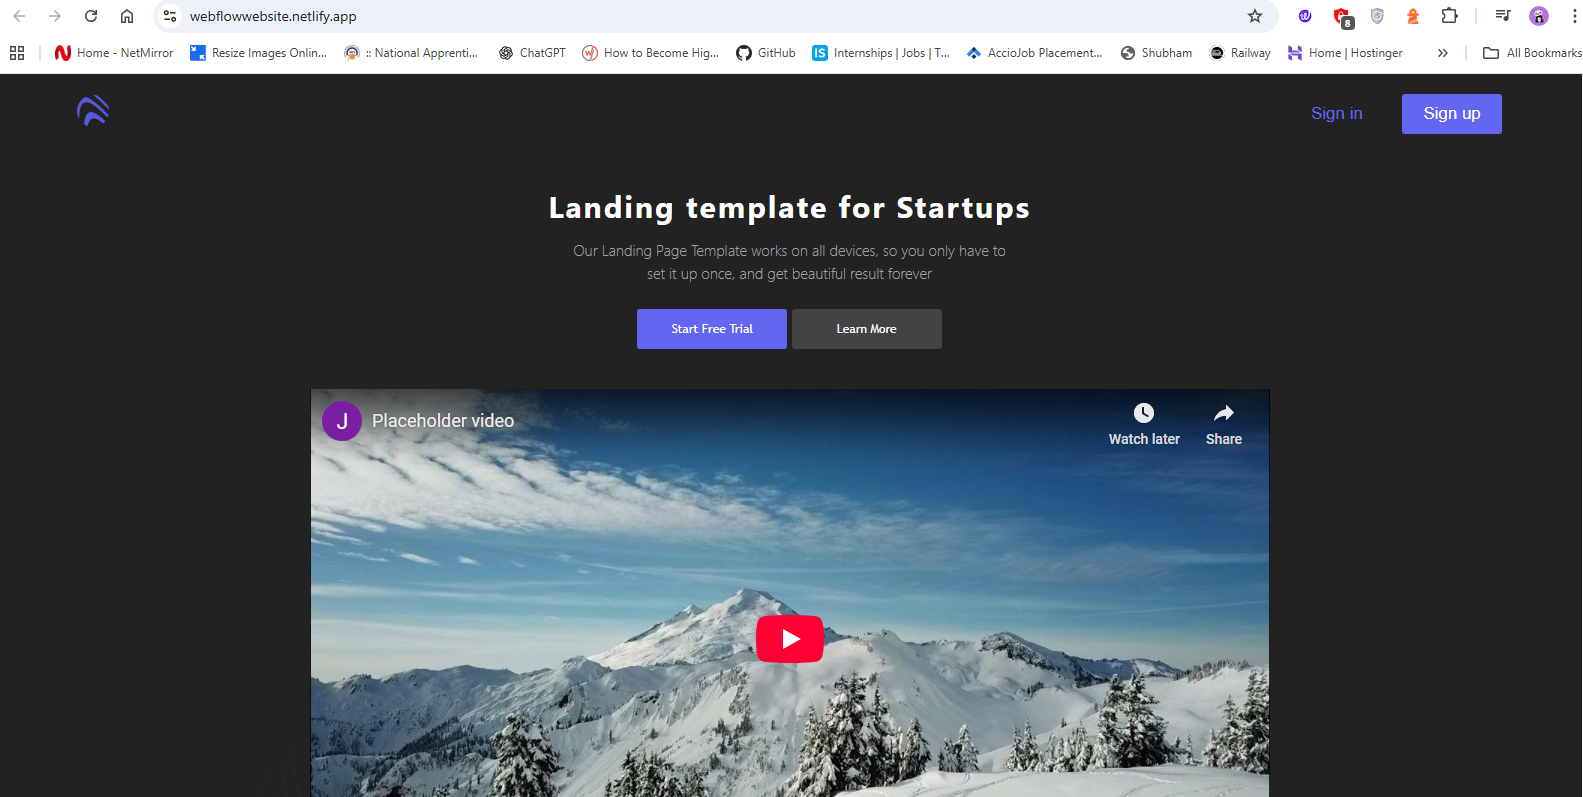 webflowwebsite.netlify.app
8
Home - NetMirror
Resize Images Onlin...
:: National Apprenti...
ChatGPT
How to Become Hig...
GitHub
IS
Internships | Jobs | T...
AccioJob Placement...
Shubham
Railway
Home | Hostinger
»
All Bookmarks
Sign in
Sign up
Landing template for Startups
Our Landing Page Template works on all devices, so you only have to
set it up once, and get beautiful result forever
Start Free Trial
Learn More
J
Placeholder video
Watch later
Share